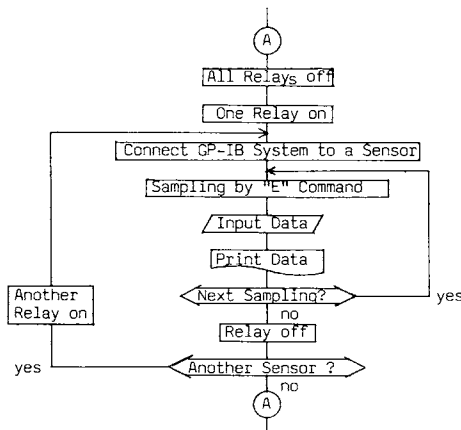 A
All Relays off
One Relay on
Connect GP-IB System to a Sensor
Sampling by "E" Command
Input Data
Print Data
Next Sampling?
yes
no
Another
Relay on
Relay off
yes
Another Sensor ?
no
A